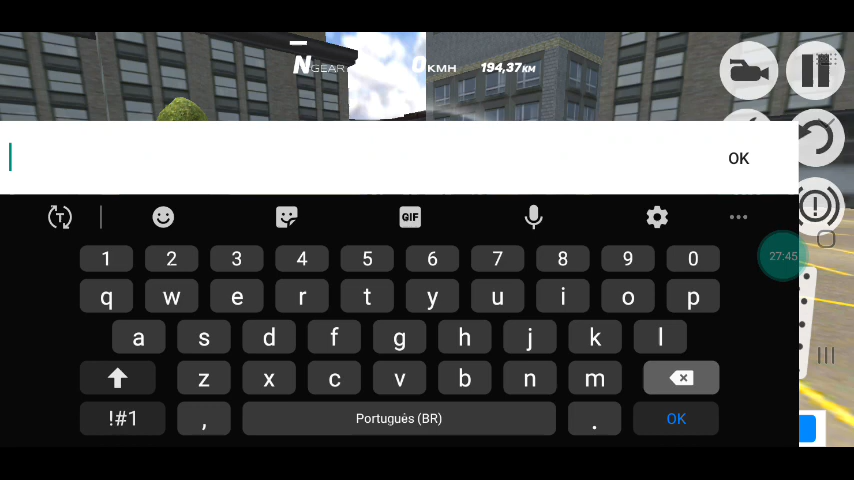 N GEAR 0 KMH 194,37 KM
OK
T GIF
27:45
1 2 3 4 5 6 7 8 9 0
q w e r t y u i o p
a s d f g h j k l
z x c v b n m
!#1 , Português (BR) . OK